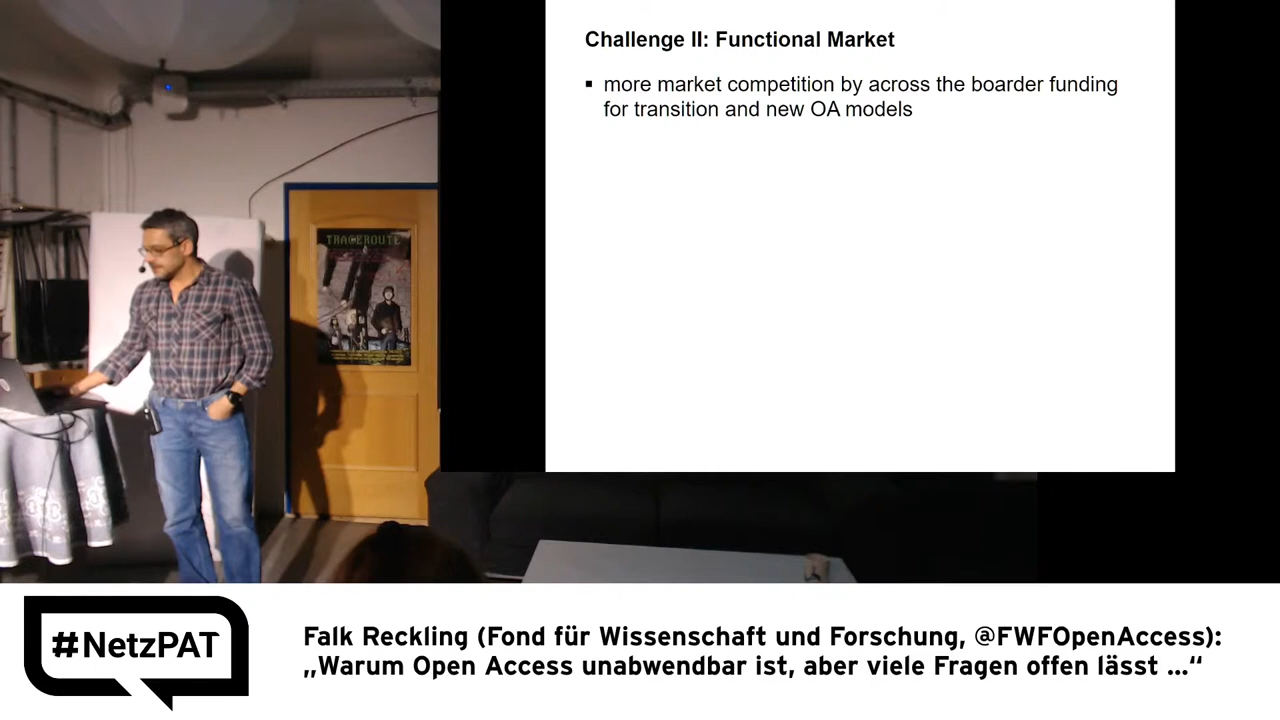 Challenge II: Functional Market
▪ more market competition by across the boarder funding
for transition and new OA models
TRACEROUTE
#NetzPAT
Falk Reckling (Fond für Wissenschaft und Forschung, @FWFOpenAccess):
„Warum Open Access unabwendbar ist, aber viele Fragen offen lässt ...“